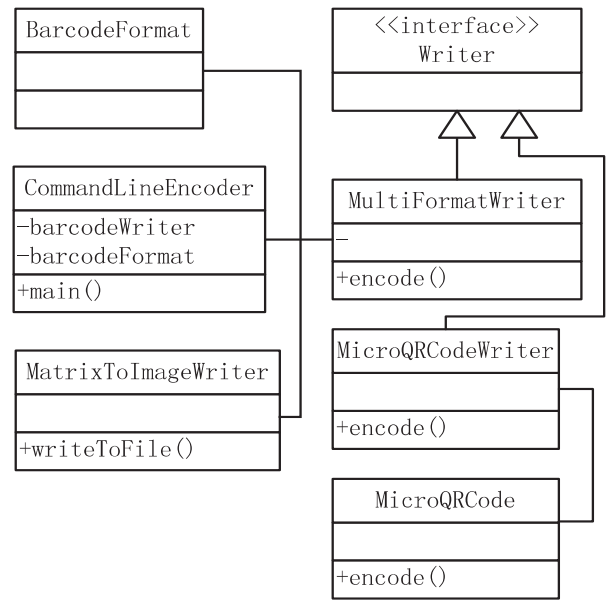 BarcodeFormat
CommandLineEncoder
-barcodeWriter
-barcodeFormat
+main()
MatrixToImageWriter
+writeToFile()
<<interface>>
Writer
MultiFormatWriter
-
+encode()
MicroQRCodeWriter
+encode()
MicroQRCode
+encode()